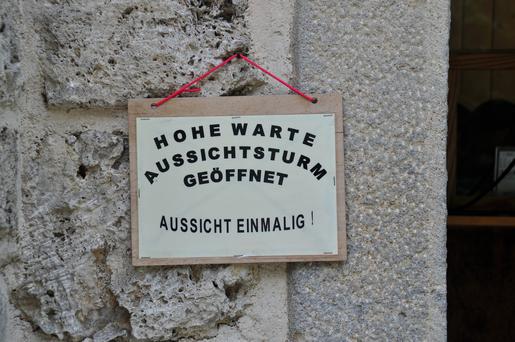 HOHE WARTE
AUSSICHTSTURM
GEÖFFNET
AUSSICHT EINMALIG !